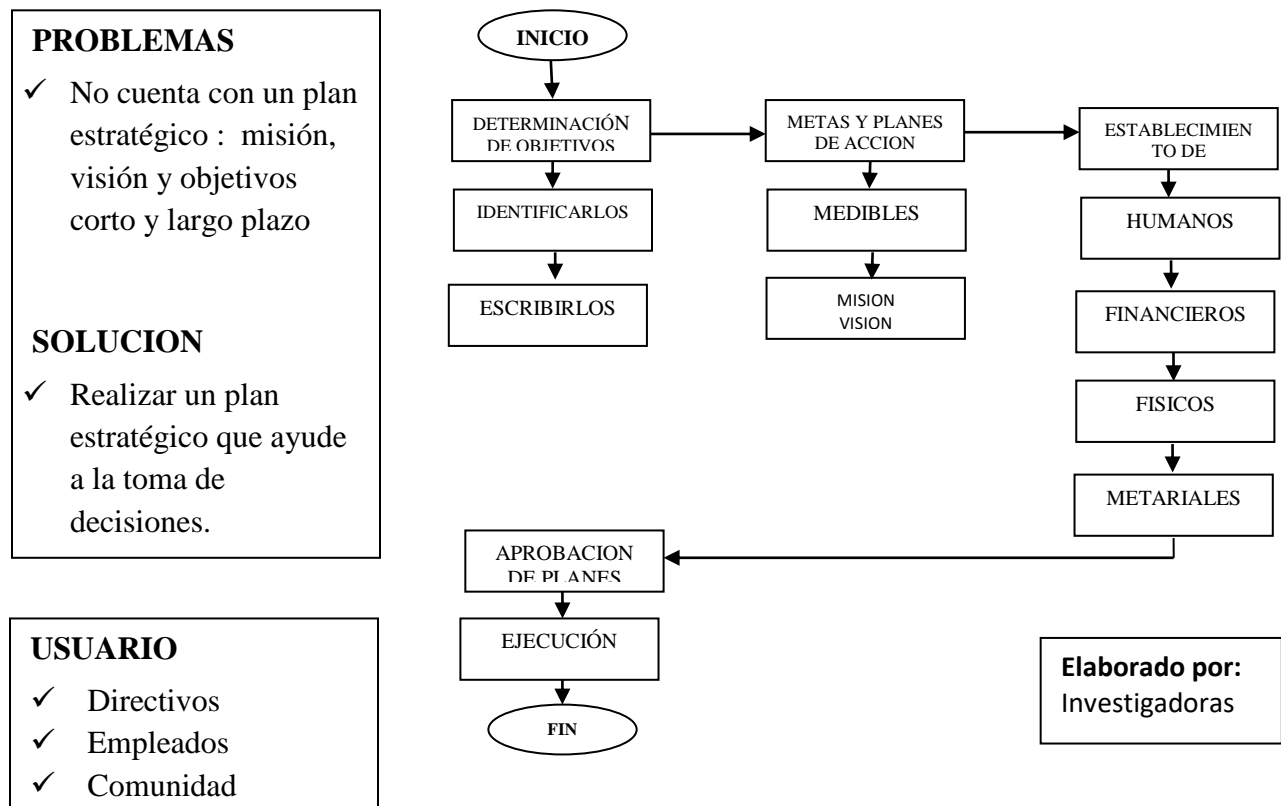 PROBLEMAS
✓ No cuenta con un plan
estratégico : misión,
visión y objetivos
corto y largo plazo
SOLUCION
✓ Realizar un plan
estratégico que ayude
a la toma de
decisiones.
USUARIO
✓ Directivos
✓ Empleados
✓ Comunidad
INICIO
DETERMINACIÓN
DE OBJETIVOS
IDENTIFICARLOS
ESCRIBIRLOS
METAS Y PLANES
DE ACCION
MEDIBLES
MISION
VISION
ESTABLECIMIEN
TO DE
HUMANOS
FINANCIEROS
FISICOS
METARIALES
APROBACION
DE PLANES
EJECUCIÓN
FIN
Elaborado por:
Investigadoras